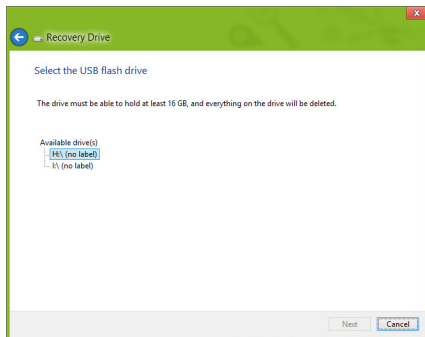 Recovery Drive
Select the USB flash drive
The drive must be able to hold at least 16 GB, and everything on the drive will be deleted.
Available drive(s)
H:\ (no label)
I:\ (no label)
Next
Cancel